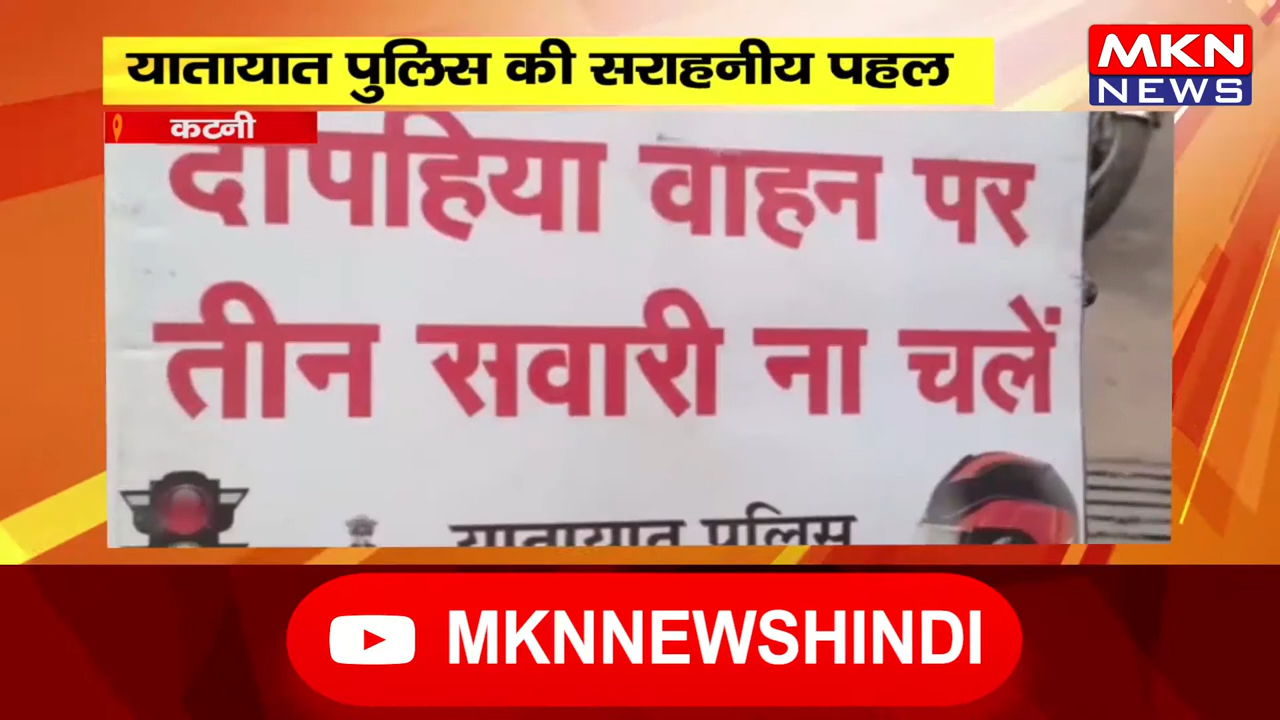 यातायात पुलिस की सराहनीय पहल
MKN
NEWS
कटनी
दोपहिया वाहन पर
तीन सवारी ना चलें
यातायात पुलिस
MKNNEWSHINDI